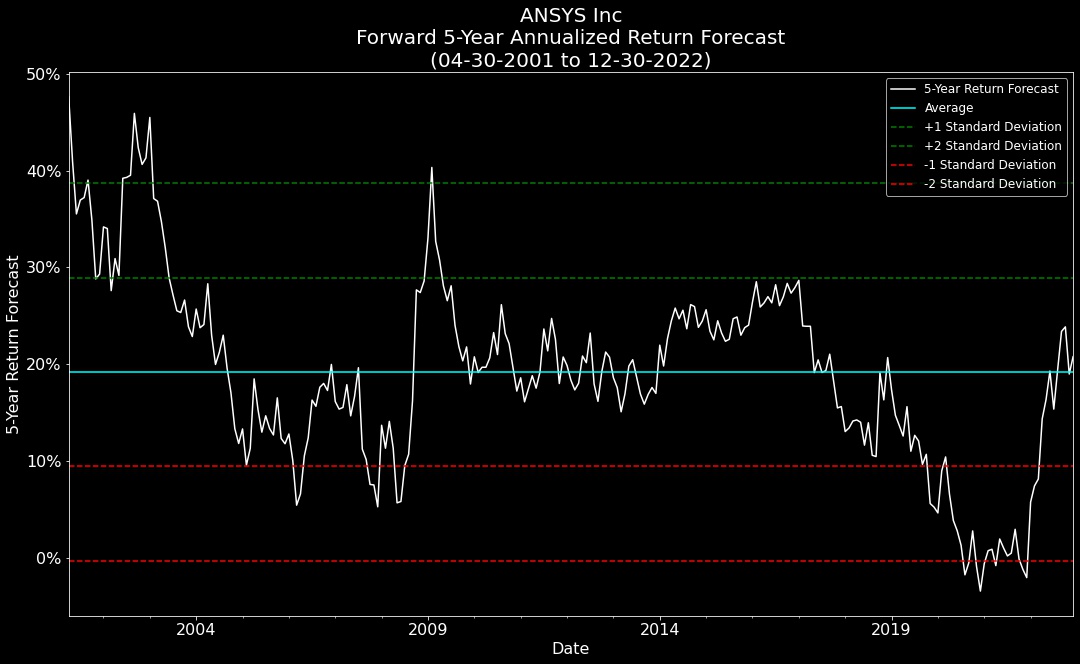 ANSYS Inc
Forward 5-Year Annualized Return Forecast
(04-30-2001 to 12-30-2022)
50%
40%
30%
20%
10%
0%
5-Year Return Forecast
5-Year Return Forecast
Average
+1 Standard Deviation
+2 Standard Deviation
-1 Standard Deviation
-2 Standard Deviation
2004
2009
2014
2019
Date